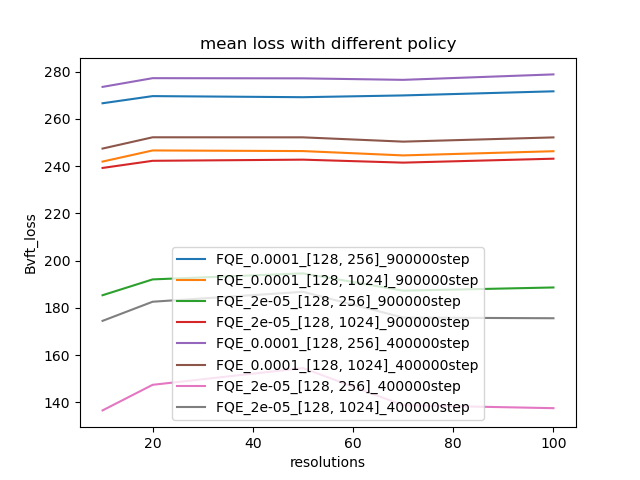 mean loss with different policy
Bvft_loss
280
260
240
220
200
180
160
140
FQE_0.0001_[128, 256]_900000step
FQE_0.0001_[128, 1024]_900000step
FQE_2e-05_[128, 256]_900000step
FQE_2e-05_[128, 1024]_900000step
FQE_0.0001_[128, 256]_400000step
FQE_0.0001_[128, 1024]_400000step
FQE_2e-05_[128, 256]_400000step
FQE_2e-05_[128, 1024]_400000step
20 40 60 80 100
resolutions